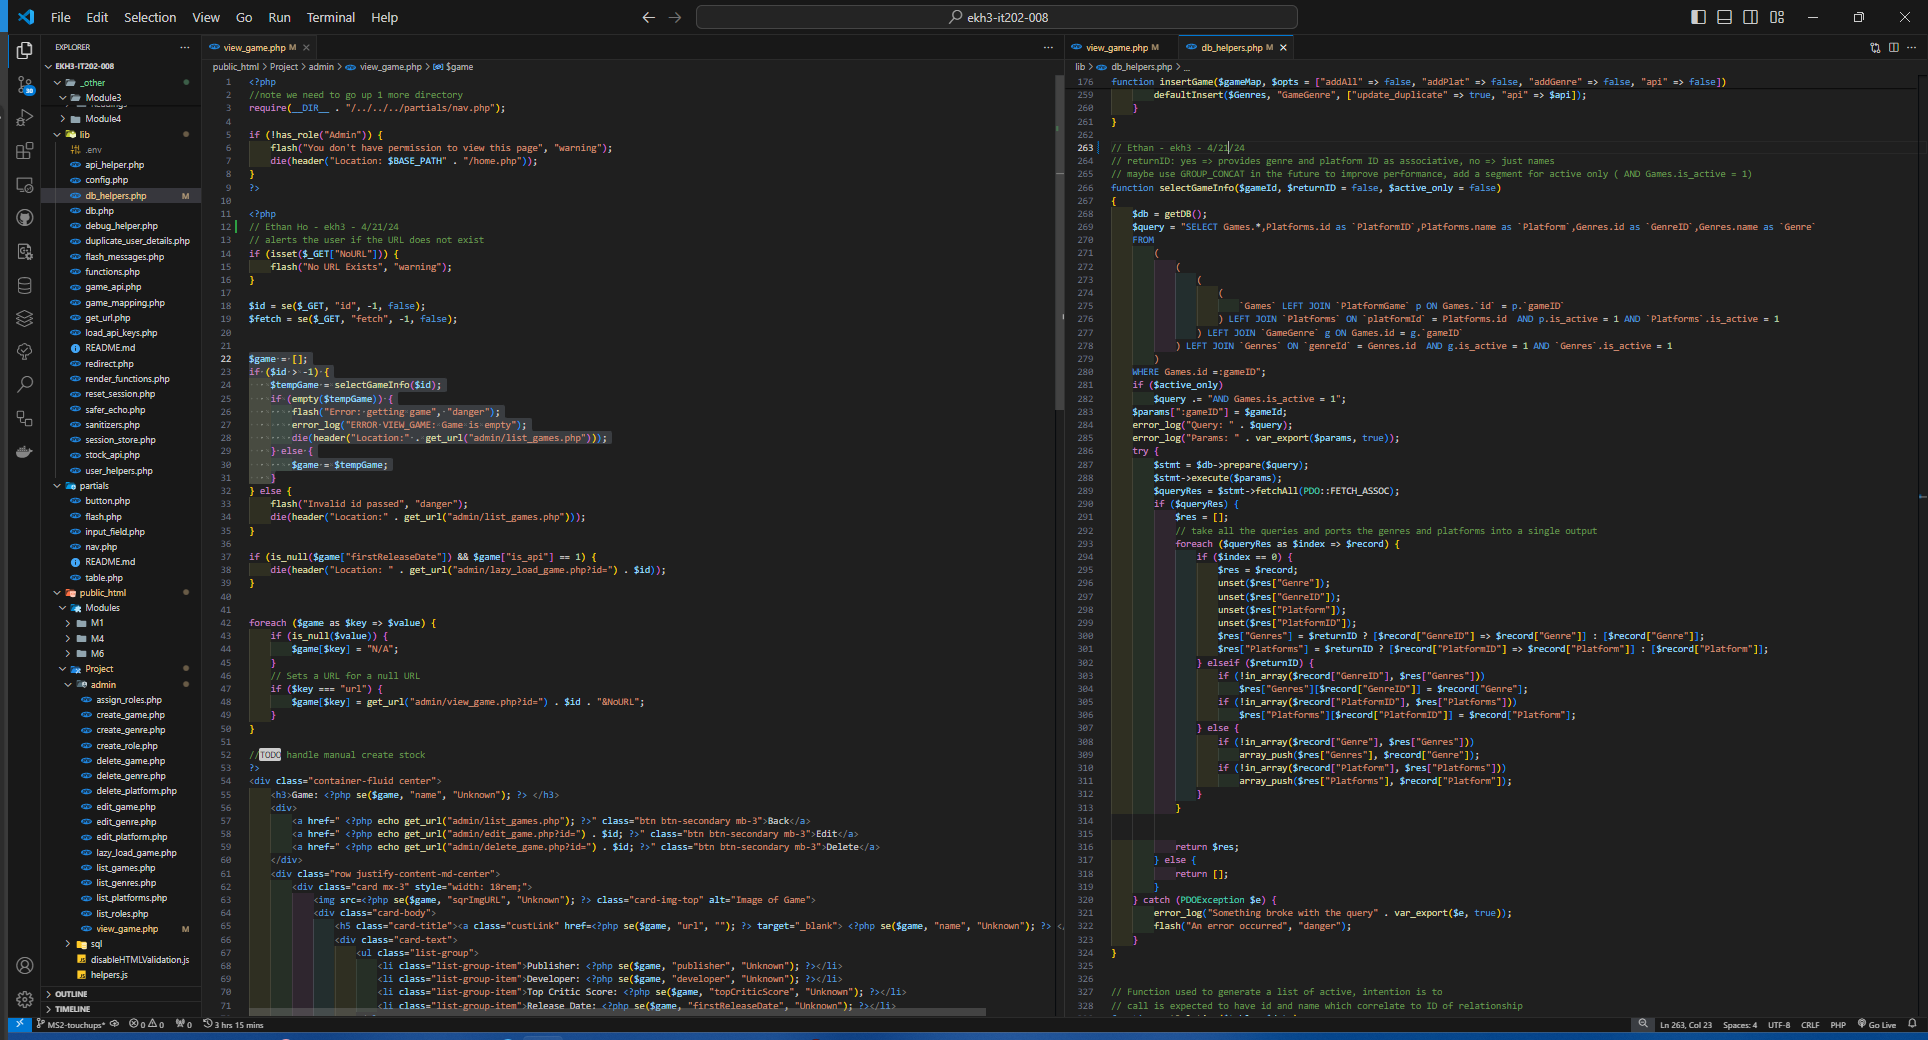 File Edit Selection View Go Run Terminal Help
ekh3-it202-008
EXPLORER
EKH3-IT202-008
_other
Module3
Module4
lib
.env
api_helper.php
config.php
db_helpers.php M
db.php
debug_helper.php
duplicate_user_details.php
flash_messages.php
functions.php
game_api.php
game_mapping.php
get_url.php
load_api_keys.php
README.md
redirect.php
render_functions.php
reset_session.php
safer_echo.php
sanitizers.php
session_store.php
stock_api.php
user_helpers.php
partials
button.php
flash.php
input_field.php
nav.php
README.md
table.php
public_html
Modules
M1
M4
M6
Project
admin
assign_roles.php
create_game.php
create_genre.php
create_role.php
delete_game.php
delete_genre.php
delete_platform.php
edit_game.php
edit_genre.php
edit_platform.php
lazy_load_game.php
list_games.php
list_genres.php
list_platforms.php
list_roles.php
view_game.php M
sql
disableHTMLValidation.js
helpers.js
OUTLINE
TIMELINE
view_game.php M
public_html > Project > admin > view_game.php > $game
1 <?php
2 //note we need to go up 1 more directory
3 require(__DIR__ . "/../../../partials/nav.php");
4
5 if (!has_role("Admin")) {
6 flash("You don't have permission to view this page", "warning");
7 die(header("Location: $BASE_PATH" . "/home.php"));
8 }
9 ?>
10
11 <?php
12 // Ethan Ho - ekh3 - 4/21/24
13 // alerts the user if the URL does not exist
14 if (isset($_GET["NoURL"])) {
15 flash("No URL Exists", "warning");
16 }
17
18 $id = se($_GET, "id", -1, false);
19 $fetch = se($_GET, "fetch", -1, false);
20
21
22 $game = [];
23 if ($id > -1) {
24 $tempGame = selectGameInfo($id);
25 if (empty($tempGame)) {
26 flash("Error: getting game", "danger");
27 error_log("ERROR VIEW_GAME: Game is empty");
28 die(header("Location:" . get_url("admin/list_games.php")));
29 } else {
30 $game = $tempGame;
31 }
32 } else {
33 flash("Invalid id passed", "danger");
34 die(header("Location:" . get_url("admin/list_games.php")));
35 }
36
37 if (is_null($game["firstReleaseDate"]) && $game["is_api"] == 1) {
38 die(header("Location: " . get_url("admin/lazy_load_game.php?id=") . $id));
39 }
40
41
42 foreach ($game as $key => $value) {
43 if (is_null($value)) {
44 $game[$key] = "N/A";
45 }
46 // Sets a URL for a null URL
47 if ($key === "url") {
48 $game[$key] = get_url("admin/view_game.php?id=") . $id . "&NoURL";
49 }
50 }
51
52 //TODO handle manual create stock
53 ?>
54 <div class="container-fluid center">
55 <h3>Game: <?php se($game, "name", "Unknown"); ?> </h3>
56 <div>
57 <a href=" <?php echo get_url("admin/list_games.php"); ?>" class="btn btn-secondary mb-3">Back</a>
58 <a href=" <?php echo get_url("admin/edit_game.php?id=") . $id; ?>" class="btn btn-secondary mb-3">Edit</a>
59 <a href=" <?php echo get_url("admin/delete_game.php?id=") . $id; ?>" class="btn btn-secondary mb-3">Delete</a>
60 </div>
61 <div class="row justify-content-md-center">
62 <div class="card mx-3" style="width: 18rem;">
63 <img src=<?php se($game, "sqrImgURL", "Unknown"); ?> class="card-img-top" alt="Image of Game">
64 <div class="card-body">
65 <h5 class="card-title"><a class="custLink" href=<?php se($game, "url", ""); ?> target="_blank"> <?php se($game, "name", "Unknown"); ?> <
66 <div class="card-text">
67 <ul class="list-group">
68 <li class="list-group-item">Publisher: <?php se($game, "publisher", "Unknown"); ?></li>
69 <li class="list-group-item">Developer: <?php se($game, "developer", "Unknown"); ?></li>
70 <li class="list-group-item">Top Critic Score: <?php se($game, "topCriticScore", "Unknown"); ?></li>
71 <li class="list-group-item">Release Date: <?php se($game, "firstReleaseDate", "Unknown"); ?></li>
view_game.php M db_helpers.php M
lib > db_helpers.php > ...
176 function insertGame($gameMap, $opts = ["addAll" => false, "addPlat" => false, "addGenre" => false, "api" => false])
259 defaultInsert($Genres, "GameGenre", ["update_duplicate" => true, "api" => $api]);
260 }
261 }
262
263 // Ethan - ekh3 - 4/21/24
264 // returnID: yes => provides genre and platform ID as associative, no => just names
265 // maybe use GROUP_CONCAT in the future to improve performance, add a segment for active only ( AND Games.is_active = 1)
266 function selectGameInfo($gameId, $returnID = false, $active_only = false)
267 {
268 $db = getDB();
269 $query = "SELECT Games.*,Platforms.id as `PlatformID`,Platforms.name as `Platform`,Genres.id as `GenreID`,Genres.name as `Genre`
270 FROM
271 (
272 (
273 (
274 (
275 `Games` LEFT JOIN `PlatformGame` p ON Games.`id` = p.`gameID`
276 ) LEFT JOIN `Platforms` ON `platformId` = Platforms.id AND p.is_active = 1 AND `Platforms`.is_active = 1
277 ) LEFT JOIN `GameGenre` g ON Games.id = g.`gameID`
278 ) LEFT JOIN `Genres` ON `genreId` = Genres.id AND g.is_active = 1 AND `Genres`.is_active = 1
279 )
280 WHERE Games.id =:gameID";
281 if ($active_only)
282 $query .= "AND Games.is_active = 1";
283 $params[":gameID"] = $gameId;
284 error_log("Query: " . $query);
285 error_log("Params: " . var_export($params, true));
286 try {
287 $stmt = $db->prepare($query);
288 $stmt->execute($params);
289 $queryRes = $stmt->fetchAll(PDO::FETCH_ASSOC);
290 if ($queryRes) {
291 $res = [];
292 // take all the queries and ports the genres and platforms into a single output
293 foreach ($queryRes as $index => $record) {
294 if ($index == 0) {
295 $res = $record;
296 unset($res["Genre"]);
297 unset($res["GenreID"]);
298 unset($res["Platform"]);
299 unset($res["PlatformID"]);
300 $res["Genres"] = $returnID ? [$record["GenreID"] => $record["Genre"]] : [$record["Genre"]];
301 $res["Platforms"] = $returnID ? [$record["PlatformID"] => $record["Platform"]] : [$record["Platform"]];
302 } elseif ($returnID) {
303 if (!in_array($record["GenreID"], $res["Genres"]))
304 $res["Genres"][$record["GenreID"]] = $record["Genre"];
305 if (!in_array($record["PlatformID"], $res["Platforms"]))
306 $res["Platforms"][$record["PlatformID"]] = $record["Platform"];
307 } else {
308 if (!in_array($record["Genre"], $res["Genres"]))
309 array_push($res["Genres"], $record["Genre"]);
310 if (!in_array($record["Platform"], $res["Platforms"]))
311 array_push($res["Platforms"], $record["Platform"]);
312 }
313 }
314
315
316 return $res;
317 } else {
318 return [];
319 }
320 } catch (PDOException $e) {
321 error_log("Something broke with the query" . var_export($e, true));
322 flash("An error occurred", "danger");
323 }
324 }
325
326
327 // Function used to generate a list of active, intention is to
328 // call is expected to have id and name which correlate to ID of relationship
MS2-touchups* 0 0 0 3 hrs 15 mins
Ln 263, Col 23 Spaces: 4 UTF-8 CRLF PHP Go Live